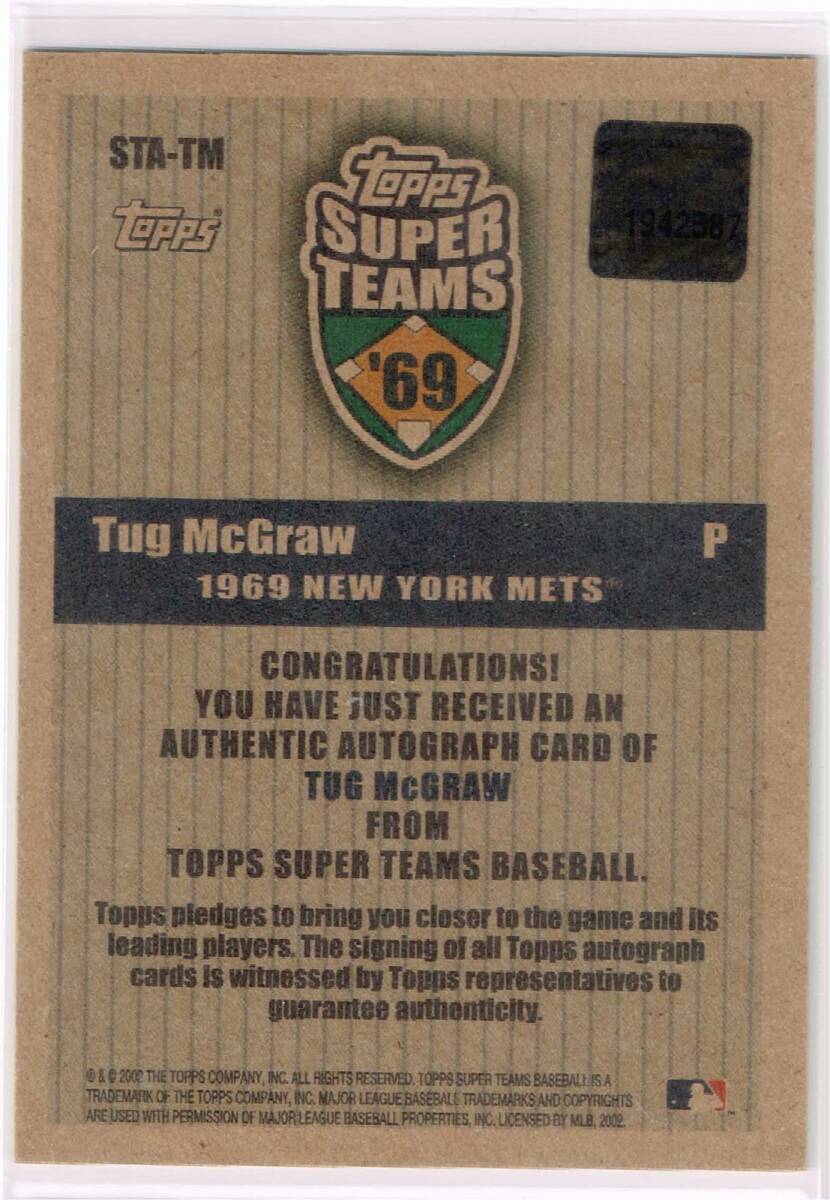 STA-TM
Topps®
Topps
SUPER
TEAMS
'69
Tug McGraw P
1969 NEW YORK METS®
CONGRATULATIONS!
YOU HAVE JUST RECEIVED AN
AUTHENTIC AUTOGRAPH CARD OF
TUG McGRAW
FROM
TOPPS SUPER TEAMS BASEBALL.
Topps pledges to bring you closer to the game and its
leading players. The signing of all Topps autograph
cards is witnessed by Topps representatives to
guarantee authenticity.
® & © 2002 THE TOPPS COMPANY, INC. ALL RIGHTS RESERVED. TOPPS SUPER TEAMS BASEBALL IS A
TRADEMARK OF THE TOPPS COMPANY, INC. MAJOR LEAGUE BASEBALL TRADEMARKS AND COPYRIGHTS
ARE USED WITH PERMISSION OF MAJOR LEAGUE BASEBALL PROPERTIES, INC. LICENSED BY MLB, 2002.